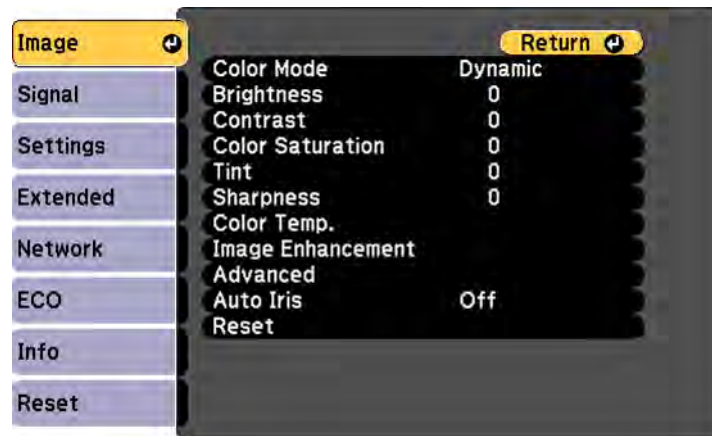 Image
Signal
Settings
Extended
Network
ECO
Info
Reset
Return
Color Mode Dynamic
Brightness 0
Contrast 0
Color Saturation 0
Tint 0
Sharpness 0
Color Temp.
Image Enhancement
Advanced
Auto Iris Off
Reset